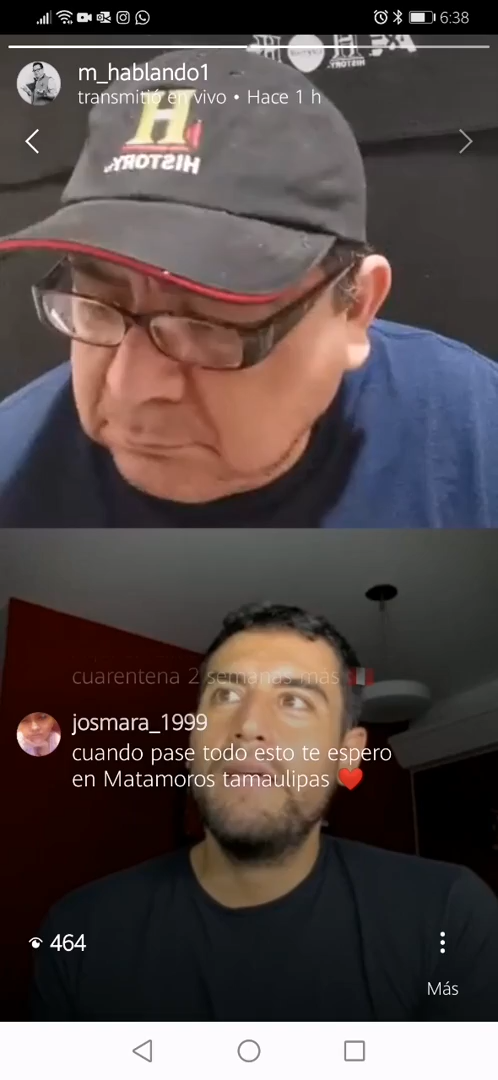 6:38
m_hablando1
transmitió en vivo • Hace 1 h
H
HISTORY.
cuarentena 2 semanas más
josmara_1999
cuando pase todo esto te espero
en Matamoros tamaulipas ❤️
464
Más